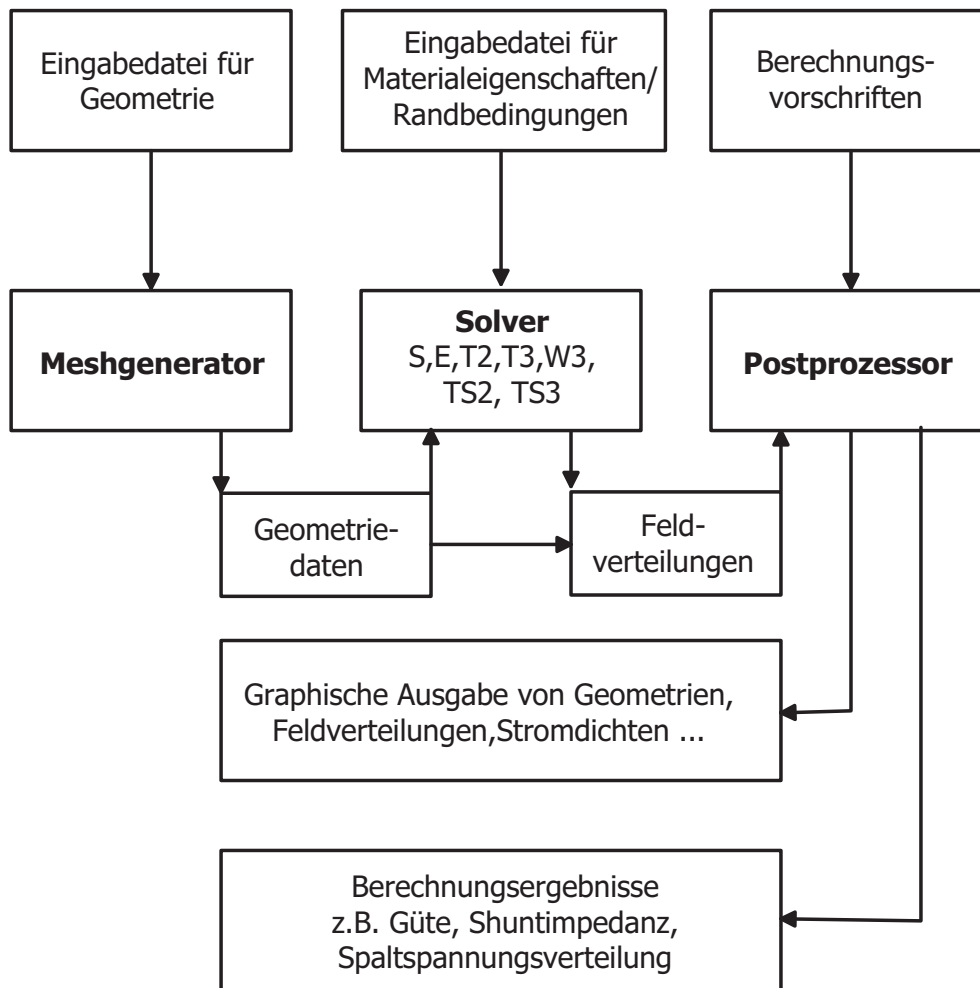 Eingabedatei für
Geometrie
Eingabedatei für
Materialeigenschaften/
Randbedingungen
Berechnungs-
vorschriften
Meshgenerator
Solver
S,E,T2,T3,W3,
TS2, TS3
Postprozessor
Geometrie-
daten
Feld-
verteilungen
Graphische Ausgabe von Geometrien,
Feldverteilungen,Stromdichten ...
Berechnungsergebnisse
z.B. Güte, Shuntimpedanz,
Spaltspannungsverteilung